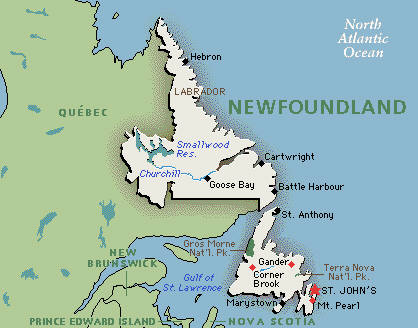 North
Atlantic
Ocean
Hebron
LABRADOR
QUÉBEC
NEWFOUNDLAND
Smallwood
Res.
Cartwright
Churchill
Goose Bay
Battle Harbour
St. Anthony
Gros Morne
Nat'l. Pk.
NEW
BRUNSWICK
Gander
Terra Nova
Nat'l. Pk.
Corner
Brook
Gulf of
St. Lawrence
ST. JOHN'S
Marystown
Mt. Pearl
PRINCE EDWARD ISLAND
NOVA SCOTIA